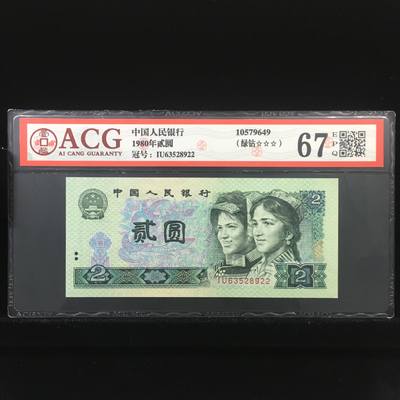 ACG
AI CANG GUARANTY
中国人民银行
1980年贰圆
冠号：IU63528922
10579649
(绿钻☆☆☆)
67
E
P
Q
中国人民银行
2
贰圆
2
2
IU63528922